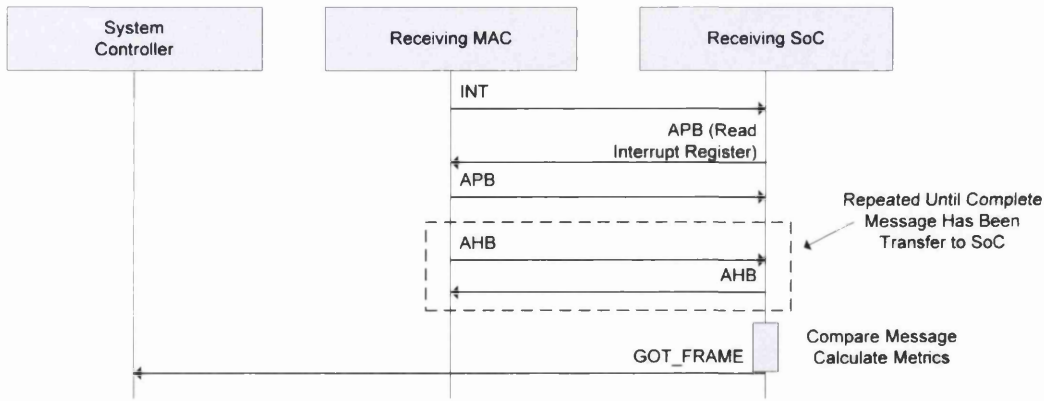 System
Controller
Receiving MAC
Receiving SoC
INT
APB (Read
Interrupt Register)
APB
Repeated Until Complete
Message Has Been
Transfer to SoC
AHB
AHB
Compare Message
Calculate Metrics
GOT_FRAME